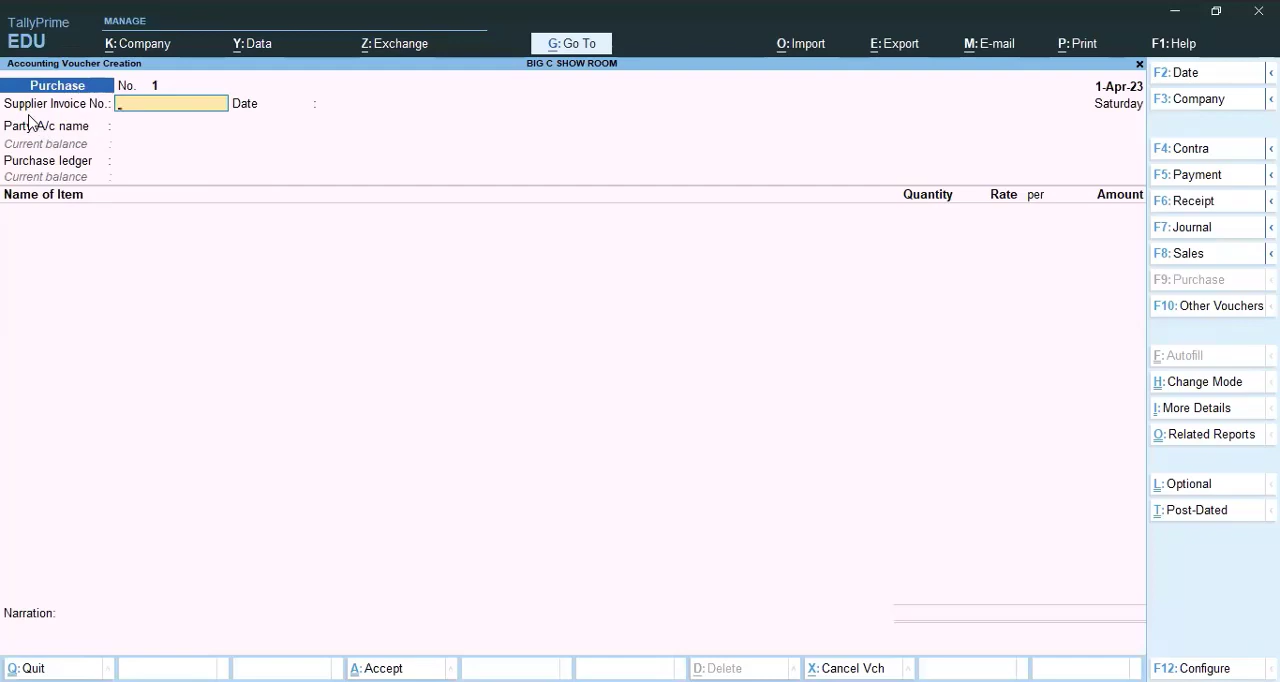 TallyPrime
EDU
MANAGE
K: Company
Y: Data
Z: Exchange
G: Go To
O: Import
E: Export
M: E-mail
P: Print
F1: Help
Accounting Voucher Creation
BIG C SHOW ROOM
Purchase
No. 1
1-Apr-23
Supplier Invoice No.:
Date :
Saturday
Party A/c name :
Current balance :
Purchase ledger :
Current balance :
Name of Item
Quantity
Rate per
Amount
Narration:
F2: Date
F3: Company
F4: Contra
F5: Payment
F6: Receipt
F7: Journal
F8: Sales
F9: Purchase
F10: Other Vouchers
F: Autofill
H: Change Mode
I: More Details
O: Related Reports
L: Optional
T: Post-Dated
Q: Quit
A: Accept
D: Delete
X: Cancel Vch
F12: Configure